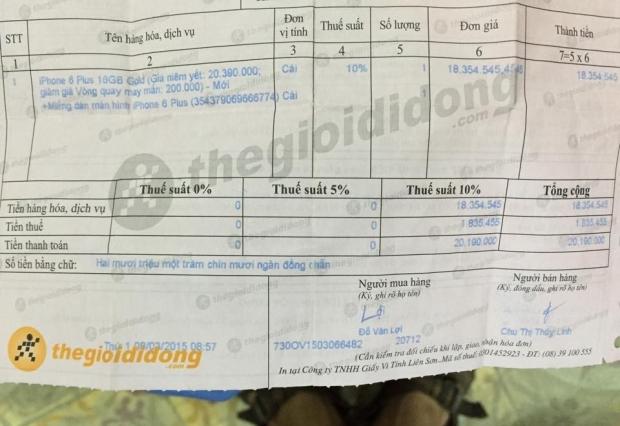 STT Tên hàng hóa, dịch vụ Đơn vị tính Thuế suất Số lượng Đơn giá Thành tiền
1 2 3 4 5 6 7=5 x 6
1 iPhone 6 Plus 16GB Gold (Gia niêm yết: 20.390.000; Cái 10% 1 18.354.545,4545 18.354.545
giảm giá Vòng quay may mắn: 200.000) - Mới
+Miếng dán màn hình iPhone 6 Plus (354379069666774) Cái 1
thegioididong
.com
Thuế suất 0% Thuế suất 5% Thuế suất 10% Tổng cộng
Tiền hàng hóa, dịch vụ 0 0 18.354.545 18.354.545
Tiền thuế 0 0 1.835.455 1.835.455
Tiền thanh toán 0 0 20.190.000 20.190.000
Số tiền bằng chữ: Hai mươi triệu một trăm chín mươi ngàn đồng chẵn
Người mua hàng Người bán hàng
(Ký, ghi rõ họ tên) (Ký, đóng dấu, ghi rõ họ tên)
Lợi
Đỗ Văn Lợi Chu Thị Thùy Linh
/2015 08:57 730OV1503066482 20712
thegioididong
.com
(Cần kiểm tra đối chiếu khi lập, giao, nhận hóa đơn)
In tại Công ty TNHH Giấy Vi Tính Liên Sơn. Mã số thuế: 0301452923 - ĐT: (08) 39 100 555